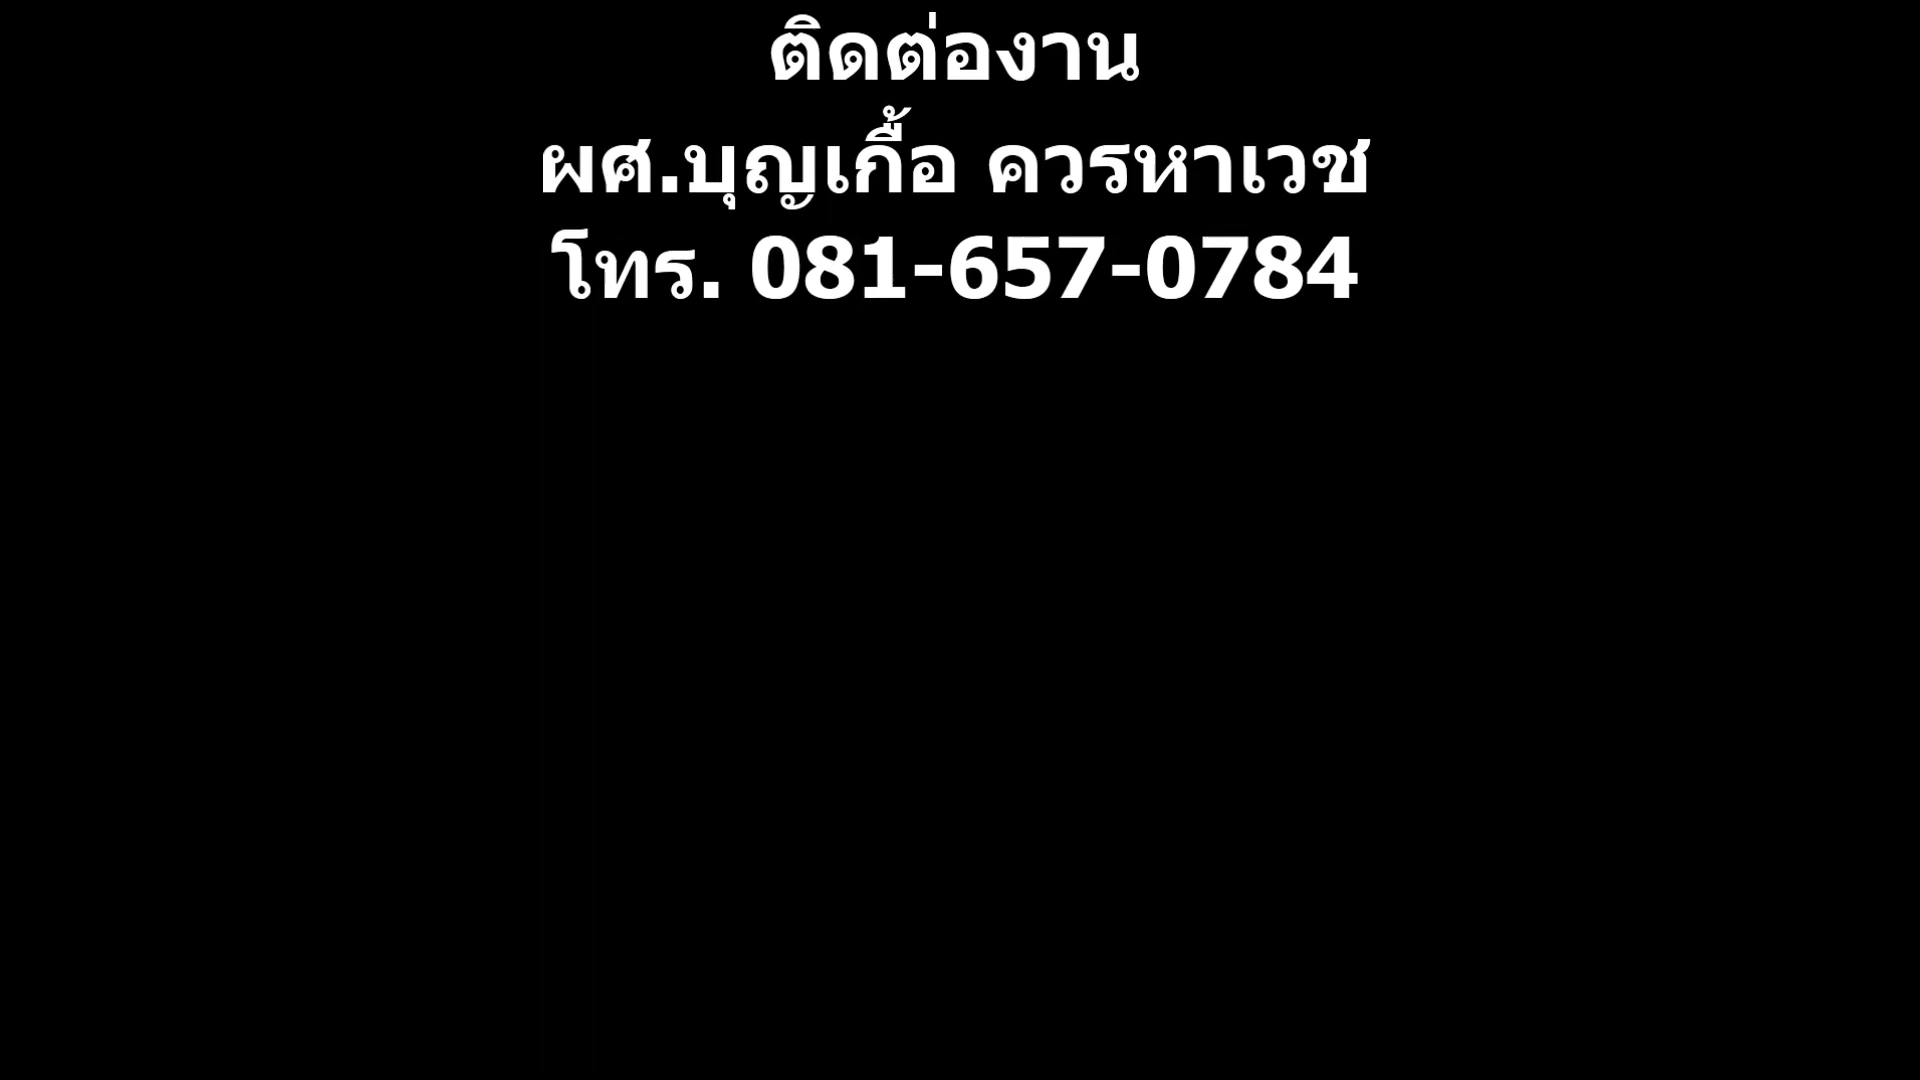 ติดต่องาน
ผศ.บุญเกื้อ ควรหาเวช
โทร. 081-657-0784